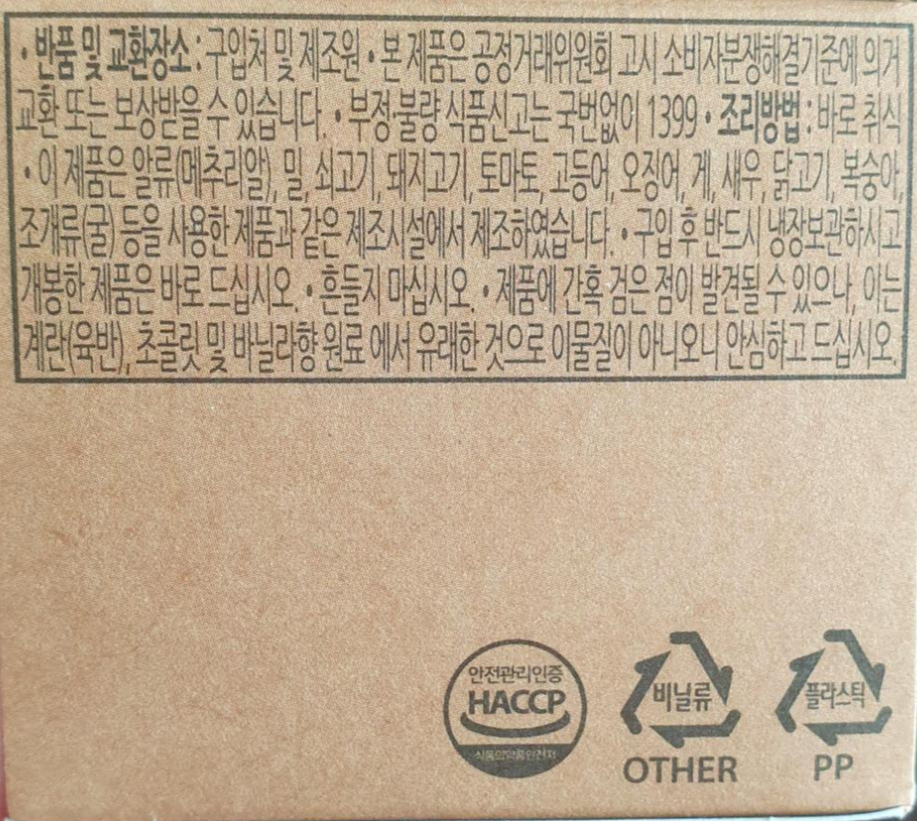 • 반품 및 교환장소 : 구입처 및 제조원 • 본 제품은 공정거래위원회 고시 소비자분쟁해결기준에 의거
교환 또는 보상받을 수 있습니다. • 부정·불량 식품신고는 국번없이 1399 • 조리방법 : 바로 취식
• 이 제품은 알류(메추리알), 밀, 쇠고기, 돼지고기, 토마토, 고등어, 오징어, 게, 새우, 닭고기, 복숭아,
조개류(굴) 등을 사용한 제품과 같은 제조시설에서 제조하였습니다. • 구입 후 반드시 냉장보관하시고
개봉한 제품은 바로 드십시오. • 흔들지 마십시오. • 제품에 간혹 검은 점이 발견될 수 있으나, 이는
계란(육반), 초콜릿 및 바닐라향 원료에서 유래한 것으로 이물질이 아니오니 안심하고 드십시오.
안전관리인증
HACCP
식품의약품안전처
비닐류
OTHER
플라스틱
PP